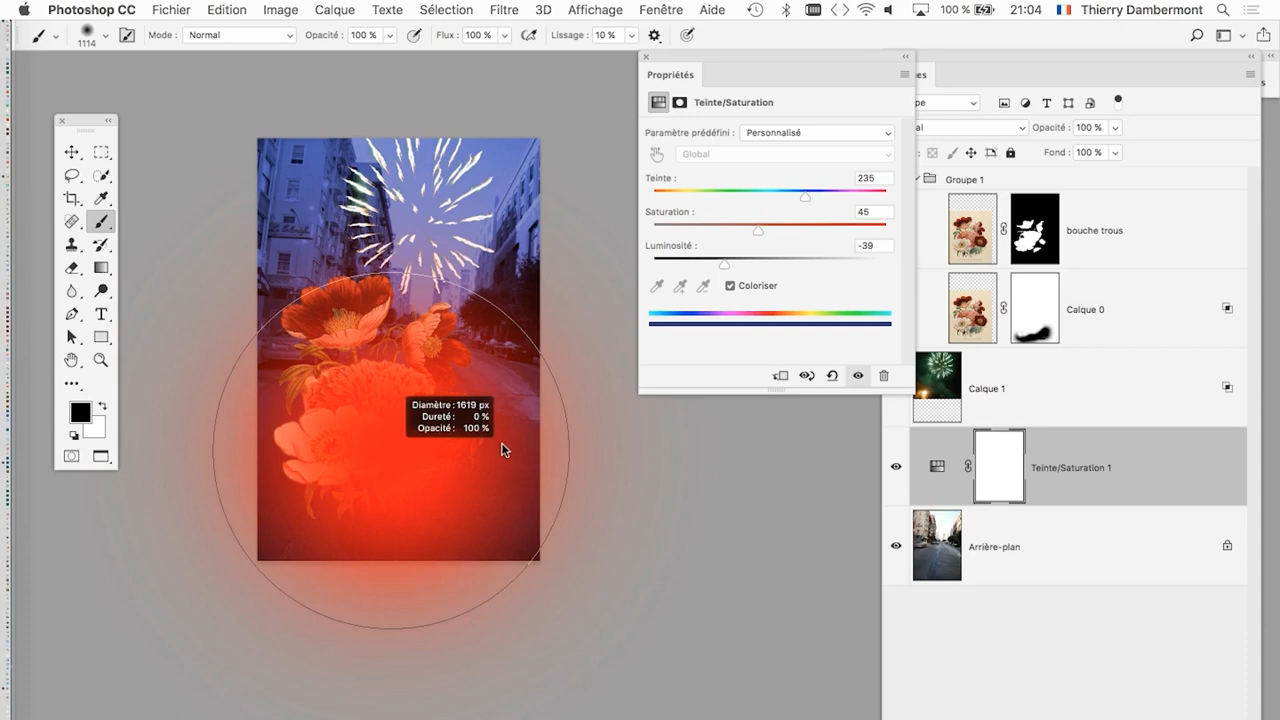 Photoshop CC Fichier Edition Image Calque Texte Sélection Filtre 3D Affichage Fenêtre Aide 100 % 21:04 Thierry Dambermont
1114 Mode : Normal Opacité : 100 % Flux : 100 % Lissage : 10 %
Propriétés
Teinte/Saturation
Paramètre prédéfini : Personnalisé
Global
Teinte : 235
Saturation : 45
Luminosité : -39
Coloriser
Opacité : 100 %
Fond : 100 %
Groupe 1
bouche trous
Calque 0
Calque 1
Teinte/Saturation 1
Arrière-plan
Diamètre : 1619 px
Dureté : 0 %
Opacité : 100 %